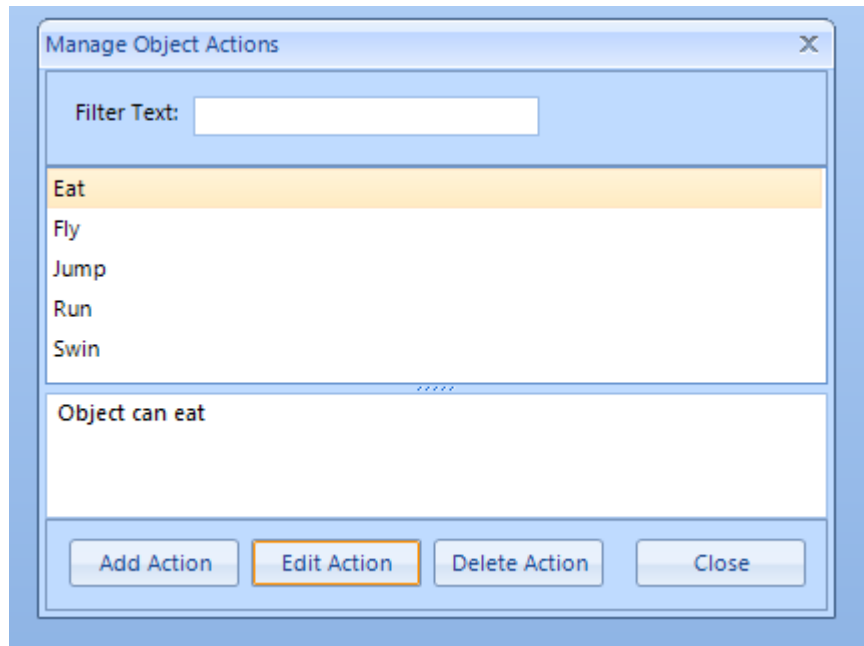 Manage Object Actions
Filter Text:
Eat
Fly
Jump
Run
Swin
Object can eat
Add Action Edit Action Delete Action Close